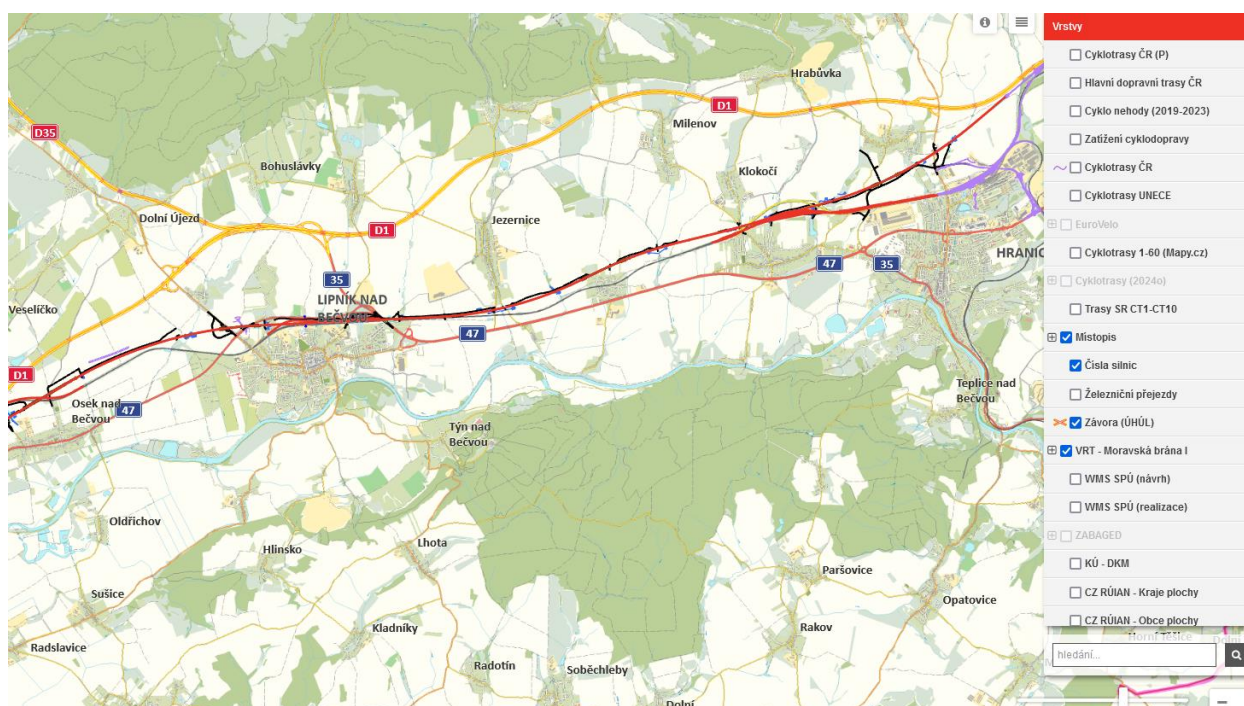 Vrstvy
Cyklotrasy ČR (P)
Hlavní dopravní trasy ČR
Cyklo nehody (2019-2023)
Zatížení cyklodopravy
Cyklotrasy ČR
Cyklotrasy UNECE
EuroVelo
Cyklotrasy 1-60 (Mapy.cz)
Cyklotrasy (2024o)
Trasy SR CT1-CT10
Místopis
Čísla silnic
Železniční přejezdy
Závora (ÚHÚL)
VRT - Moravská brána I
WMS SPÚ (návrh)
WMS SPÚ (realizace)
ZABAGED
KÚ - DKM
CZ RÚIAN - Kraje plochy
CZ RÚIAN - Obce plochy
Horní Těšice
Dolní
hledání...
Hrabůvka
D1
Milenov
D35
Bohuslávky
Klokočí
Dolní Újezd
Jezernice
D1
HRANIC
47
35
35
LIPNÍK NAD
BEČVOU
Veselíčko
47
D1
Teplice nad
Bečvou
Osek nad
Bečvou
47
Týn nad
Bečvou
Oldřichov
Hlinsko
Lhota
Paršovice
Sušice
Opatovice
Kladníky
Rakov
Radslavice
Radotín
Soběchleby
Dolní